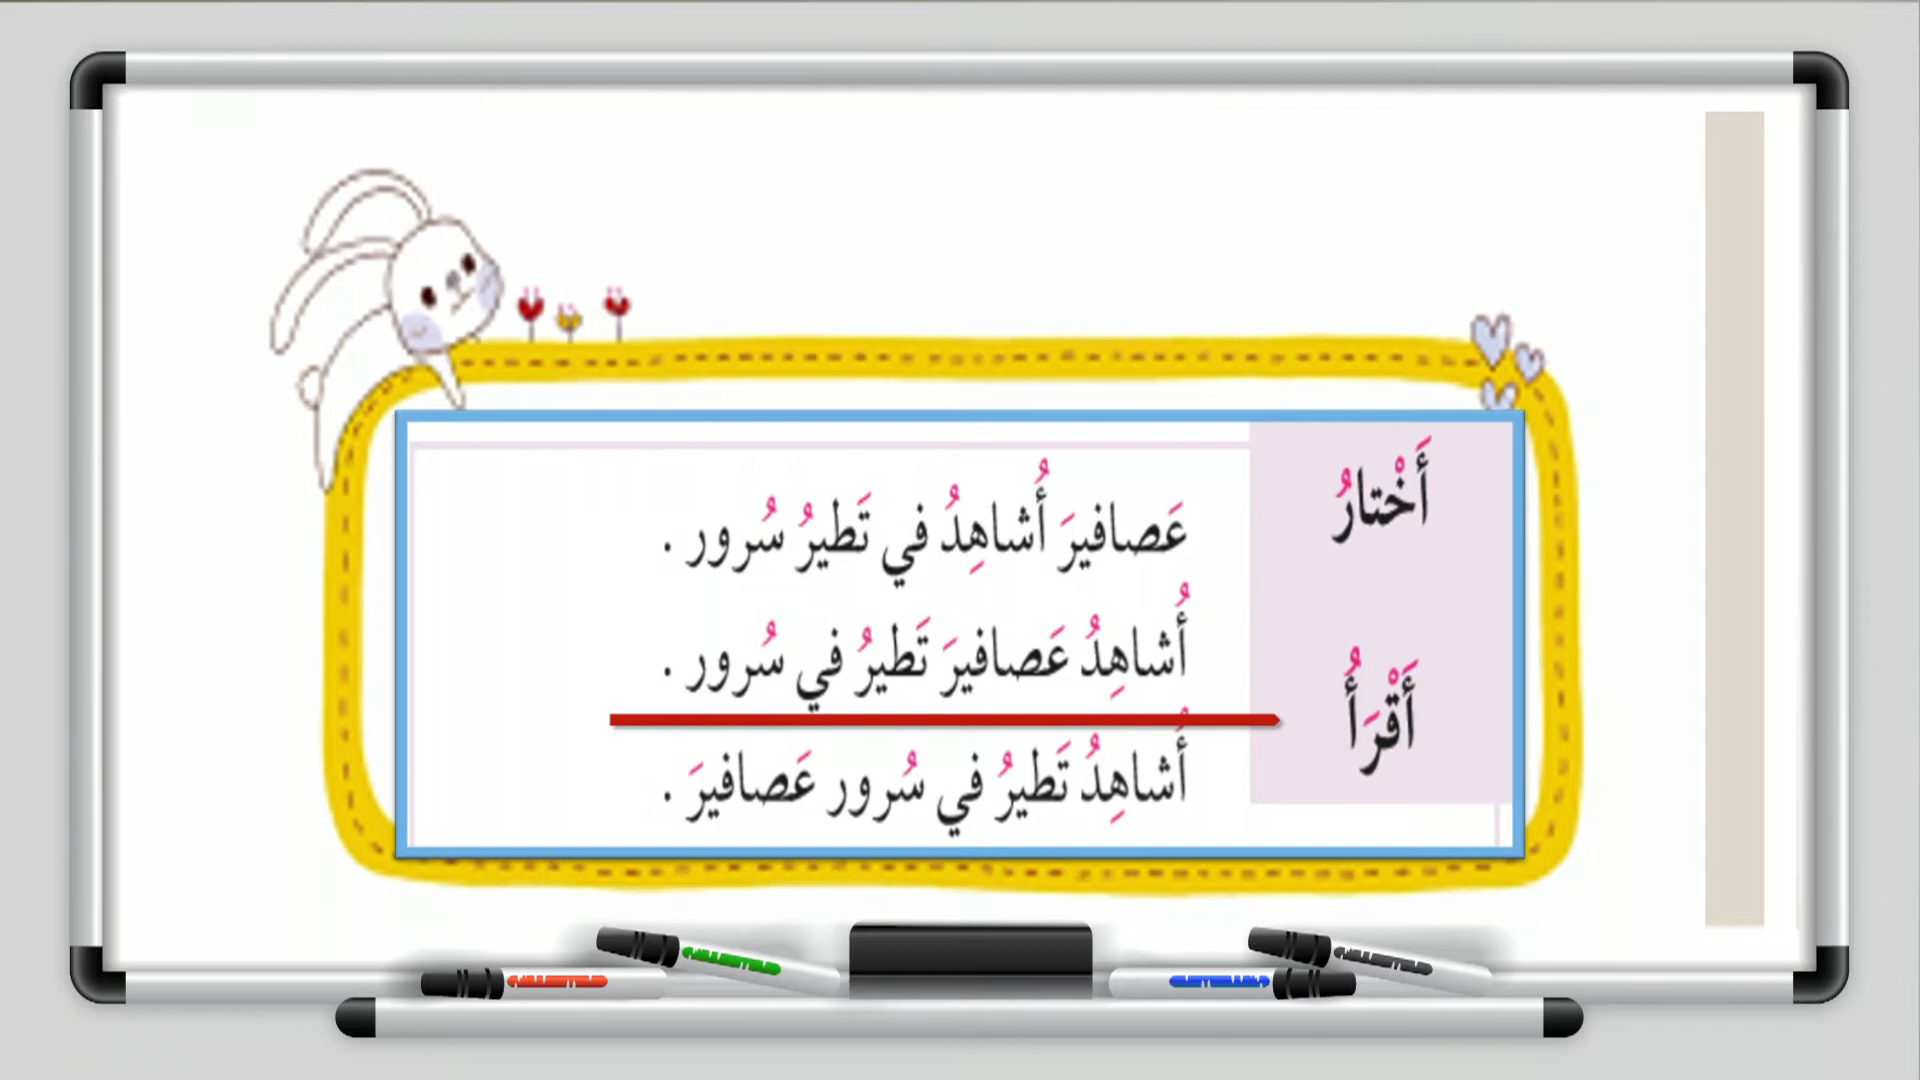 أَخْتارُ
عَصافيرَ أُشاهِدُ في تَطيرُ سُرور .
أُشاهِدُ عَصافيرَ تَطيرُ في سُرور .
أَقْرَأُ
أُشاهِدُ تَطيرُ في سُرور عَصافيرَ .